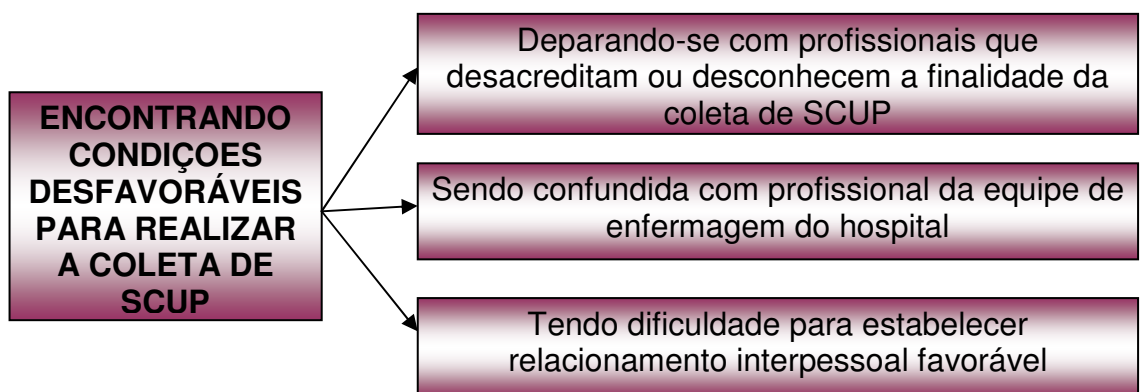 ENCONTRANDO
CONDIÇOES
DESFAVORÁVEIS
PARA REALIZAR
A COLETA DE
SCUP
Deparando-se com profissionais que
desacreditam ou desconhecem a finalidade da
coleta de SCUP
Sendo confundida com profissional da equipe de
enfermagem do hospital
Tendo dificuldade para estabelecer
relacionamento interpessoal favorável